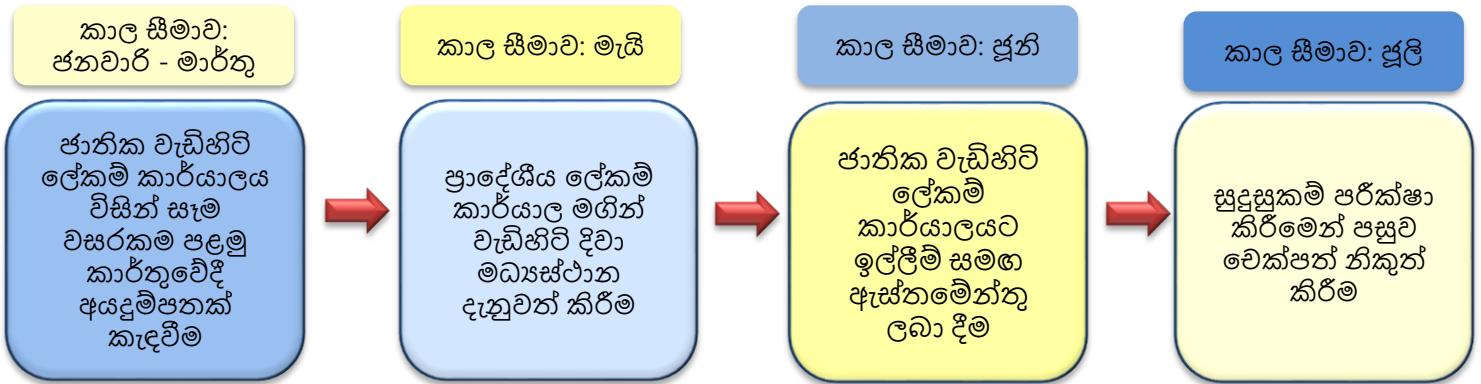 කාල සීමාව:
ජනවාරි - මාර්තු
ජාතික වැඩිහිටි
ලේකම් කාර්යාලය
විසින් සෑම
වසරකම පළමු
කාර්තුවේදී
අයදුම්පතක්
කැඳවීම
කාල සීමාව: මැයි
ප්‍රාදේශීය ලේකම්
කාර්යාල මගින්
වැඩිහිටි දිවා
මධ්‍යස්ථාන
දැනුවත් කිරීම
කාල සීමාව: ජූනි
ජාතික වැඩිහිටි
ලේකම්
කාර්යාලයට
ඉල්ලීම් සමඟ
ඇස්තමේන්තු
ලබා දීම
කාල සීමාව: ජූලි
සුදුසුකම් පරීක්ෂා
කිරීමෙන් පසුව
චෙක්පත් නිකුත්
කිරීම